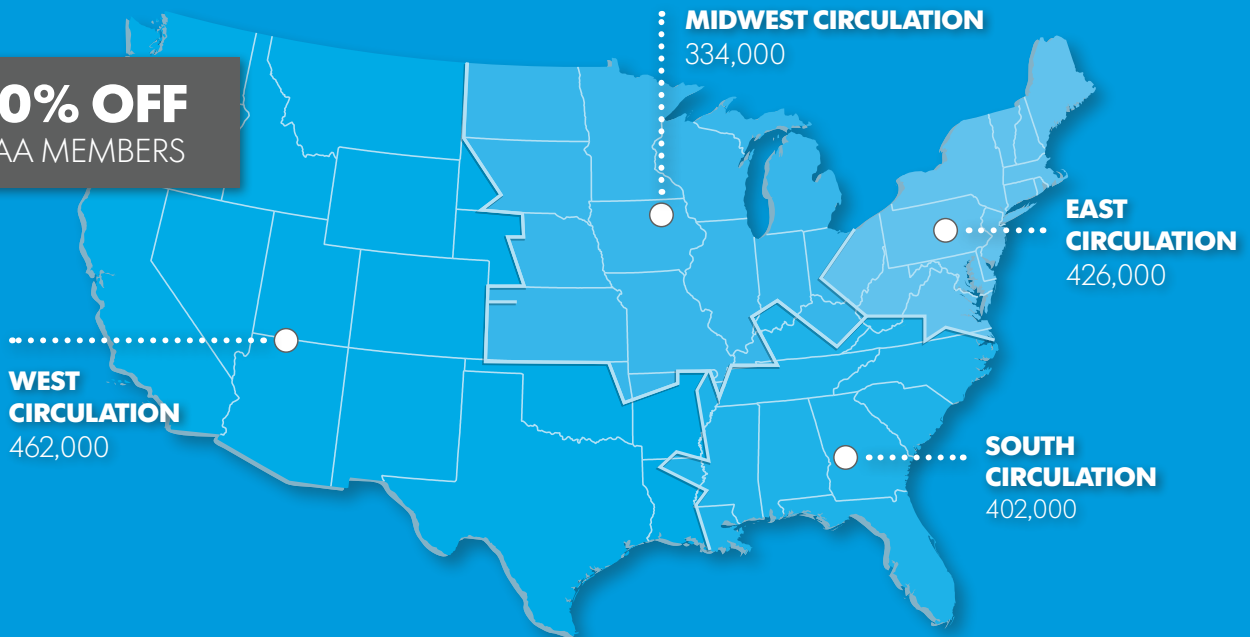 MIDWEST CIRCULATION
334,000
0% OFF
AA MEMBERS
EAST
CIRCULATION
426,000
WEST
CIRCULATION
462,000
SOUTH
CIRCULATION
402,000